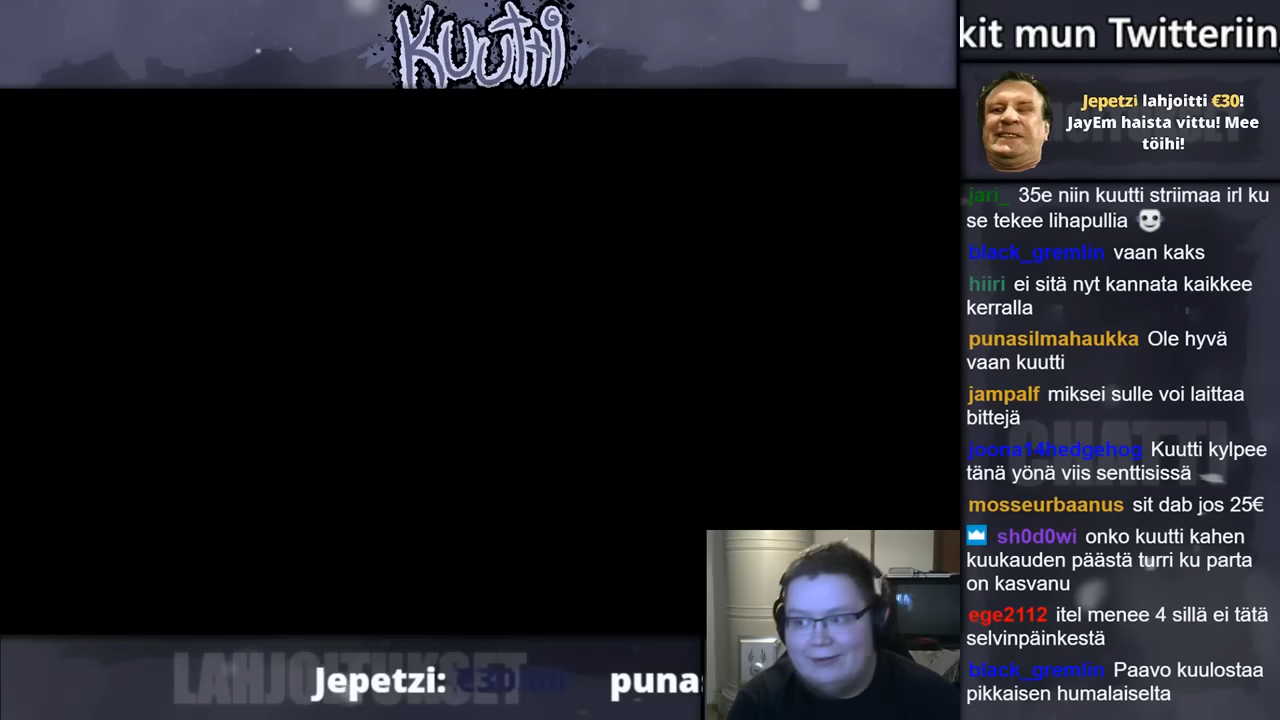 Kuutti
kit mun Twitteriin
Jepetzi lahjoitti €30!
JayEm haista vittu! Mee
töihi!
jari_ 35e niin kuutti striimaa irl ku
se tekee lihapullia
black_gremlin vaan kaks
hiiri ei sitä nyt kannata kaikkee
kerralla
punasilmahaukka Ole hyvä
vaan kuutti
jampalf miksei sulle voi laittaa
bittejä
CHATTI
joona14hedgehog Kuutti kylpee
tänä yönä viis senttisissä
mosseurbaanus sit dab jos 25€
sh0d0wi onko kuutti kahen
kuukauden päästä turri ku parta
on kasvanu
ege2112 itel menee 4 sillä ei tätä
selvinpäinkestä
black_gremlin Paavo kuulostaa
pikkaisen humalaiselta
LAHJOITUKSET
Jepetzi: €30.00 puna